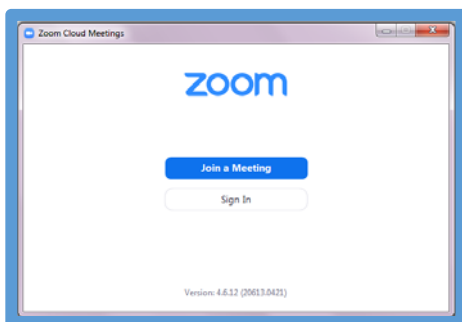 Zoom Cloud Meetings
zoom
Join a Meeting
Sign In
Version: 4.6.12 (20613.0421)